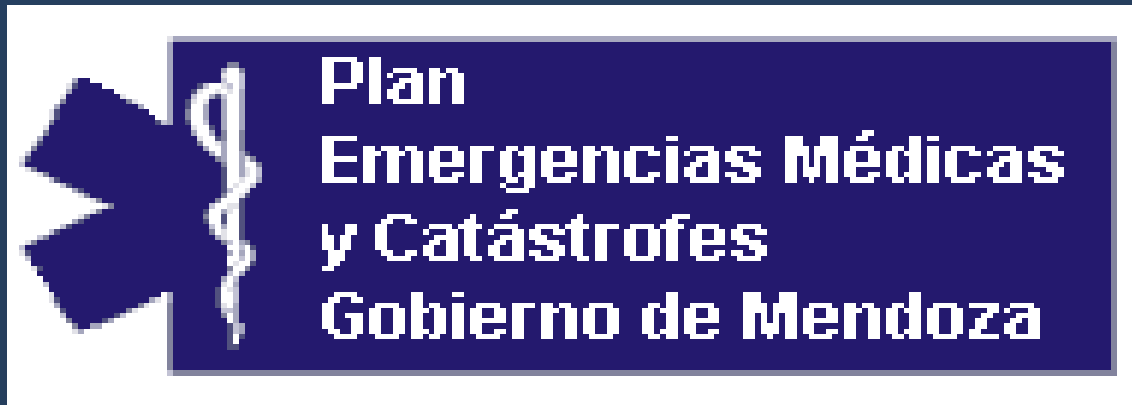 Plan
Emergencias Médicas
y Catástrofes
Gobierno de Mendoza